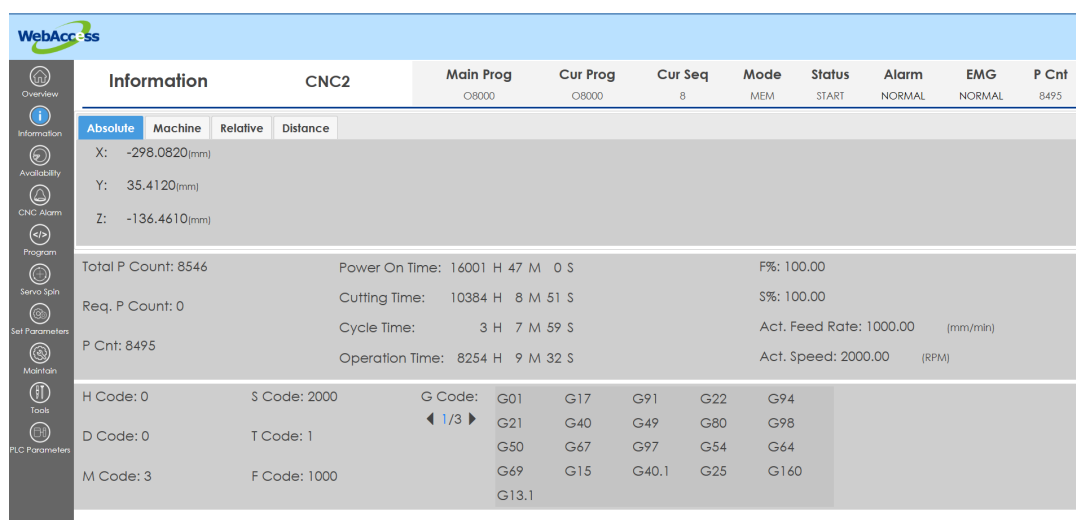 WebAccess
Information CNC2 Main Prog Cur Prog Cur Seq Mode Status Alarm EMG P Cnt
O8000 O8000 8 MEM START NORMAL NORMAL 8495
Overview
Information
Availability
CNC Alarm
Program
Servo Spin
Set Parameters
Maintain
Tools
PLC Parameters
Absolute Machine Relative Distance
X: -298.0820(mm)
Y: 35.4120(mm)
Z: -136.4610(mm)
Total P Count: 8546
Req. P Count: 0
P Cnt: 8495
Power On Time: 16001 H 47 M 0 S
Cutting Time: 10384 H 8 M 51 S
Cycle Time: 3 H 7 M 59 S
Operation Time: 8254 H 9 M 32 S
F%: 100.00
S%: 100.00
Act. Feed Rate: 1000.00 (mm/min)
Act. Speed: 2000.00 (RPM)
H Code: 0
D Code: 0
M Code: 3
S Code: 2000
T Code: 1
F Code: 1000
G Code:
1/3
G01 G17 G91 G22 G94
G21 G40 G49 G80 G98
G50 G67 G97 G54 G64
G69 G15 G40.1 G25 G160
G13.1